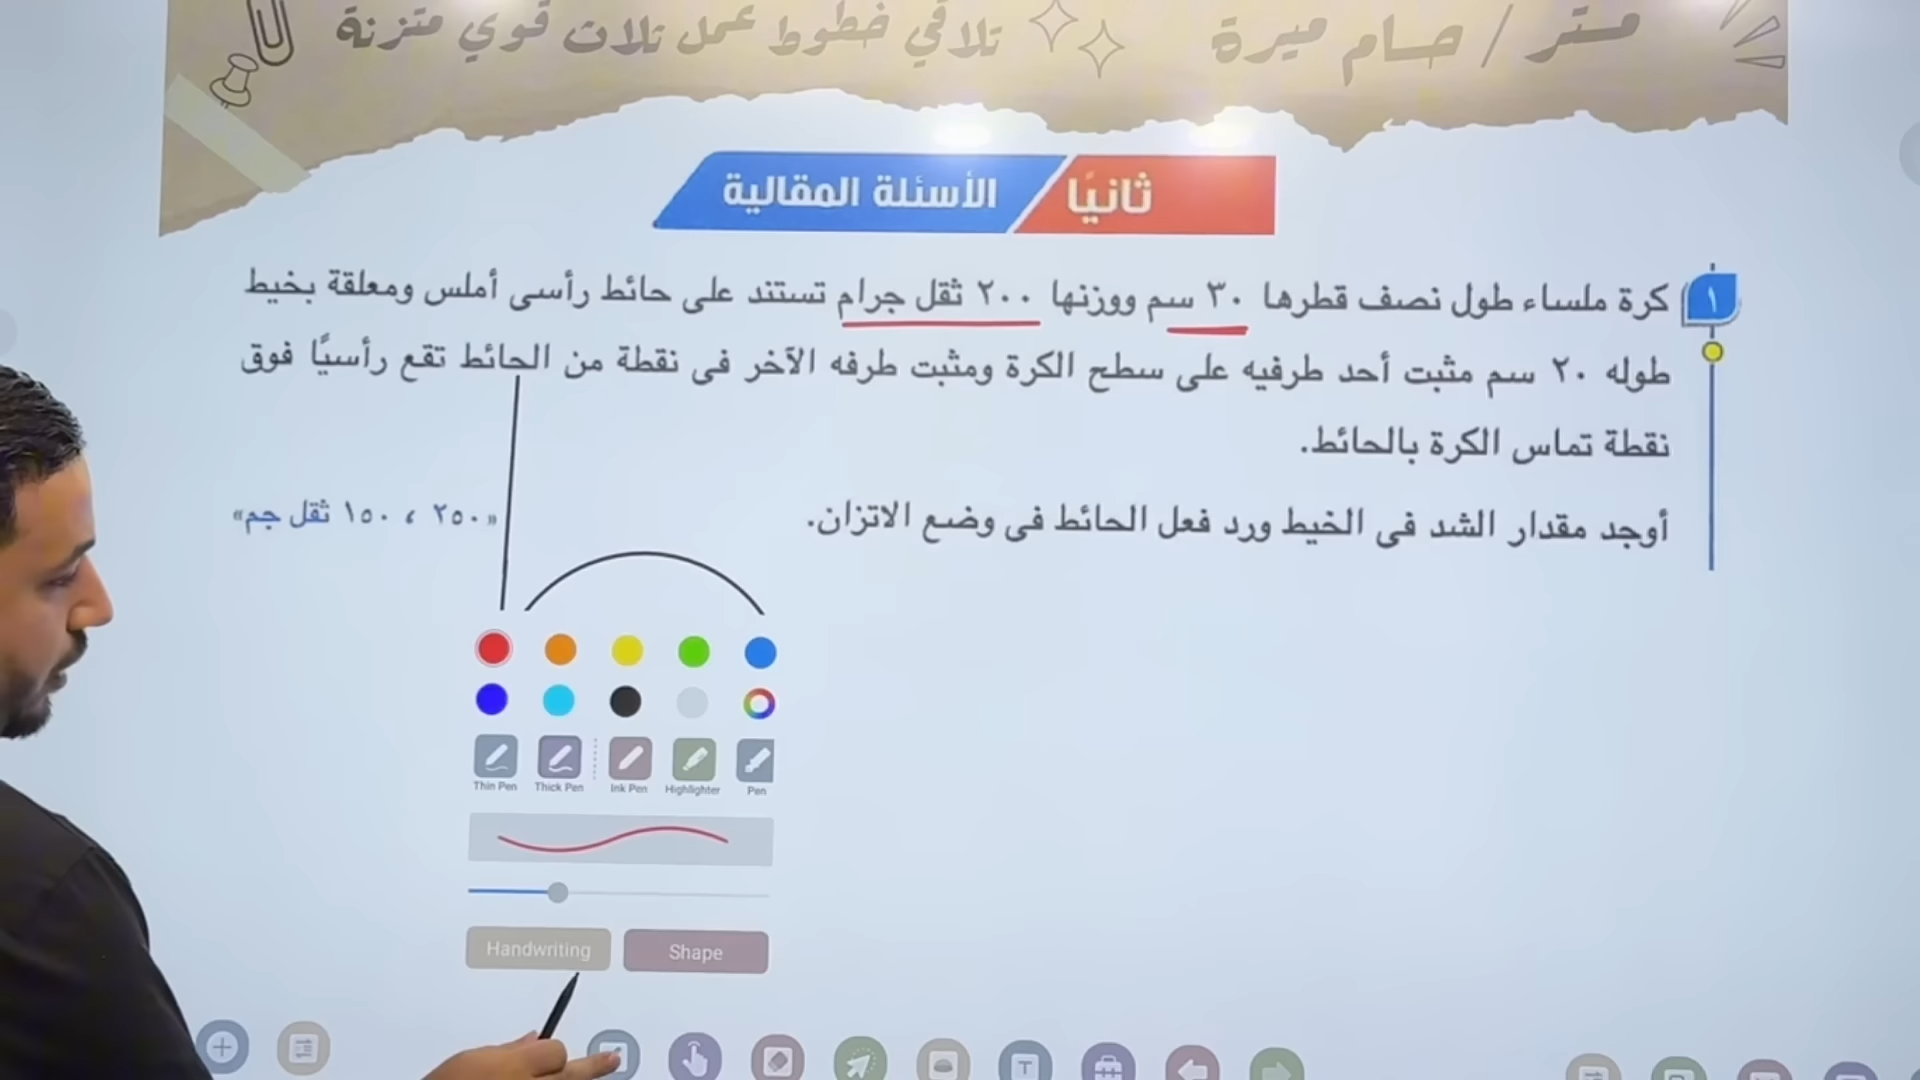 مستر / حسام ميرة تلاقي خطوط عمل تلات قوي متزنة
ثانيًا الأسئلة المقالية
١ كرة ملساء طول نصف قطرها ٣٠ سم ووزنها ٢٠٠ ثقل جرام تستند على حائط رأسى أملس ومعلقة بخيط
طوله ٢٠ سم مثبت أحد طرفيه على سطح الكرة ومثبت طرفه الآخر فى نقطة من الحائط تقع رأسيًا فوق
نقطة تماس الكرة بالحائط.
أوجد مقدار الشد فى الخيط ورد فعل الحائط فى وضع الاتزان.
«٢٥٠ ، ١٥٠ ثقل جم»
Thin Pen Thick Pen Ink Pen Highlighter Pen
Handwriting Shape
T